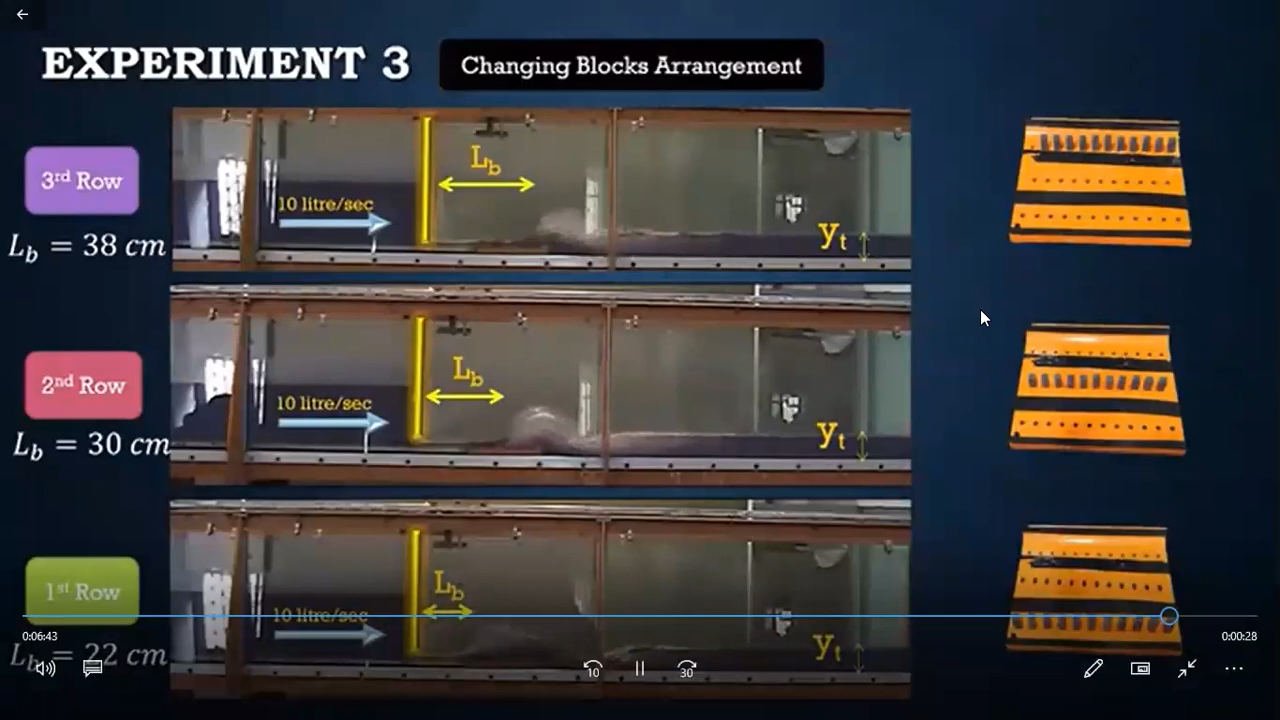 EXPERIMENT 3
Changing Blocks Arrangement
3rd Row
Lb = 38 cm
10 litre/sec
Lb
yt
2nd Row
Lb = 30 cm
10 litre/sec
Lb
yt
1st Row
Lb = 22 cm
10 litre/sec
Lb
yt
0:06:43
0:00:28
10
30